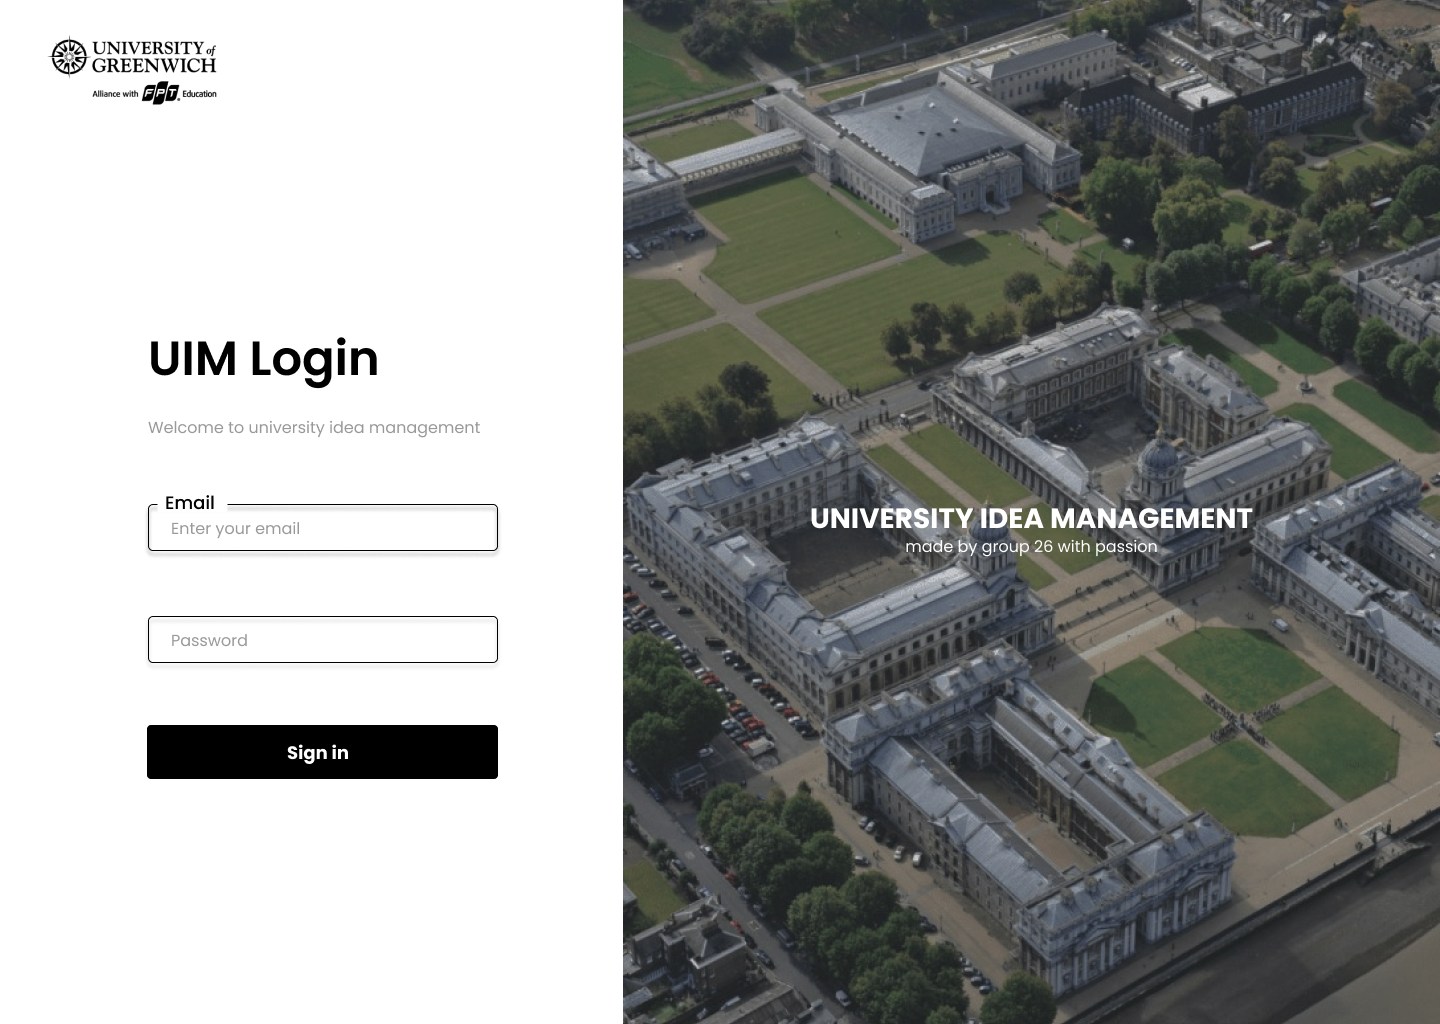 UNIVERSITY of
GREENWICH
Alliance with FPT Education
UIM Login
Welcome to university idea management
Email
Enter your email
Password
Sign in
UNIVERSITY IDEA MANAGEMENT
made by group 26 with passion